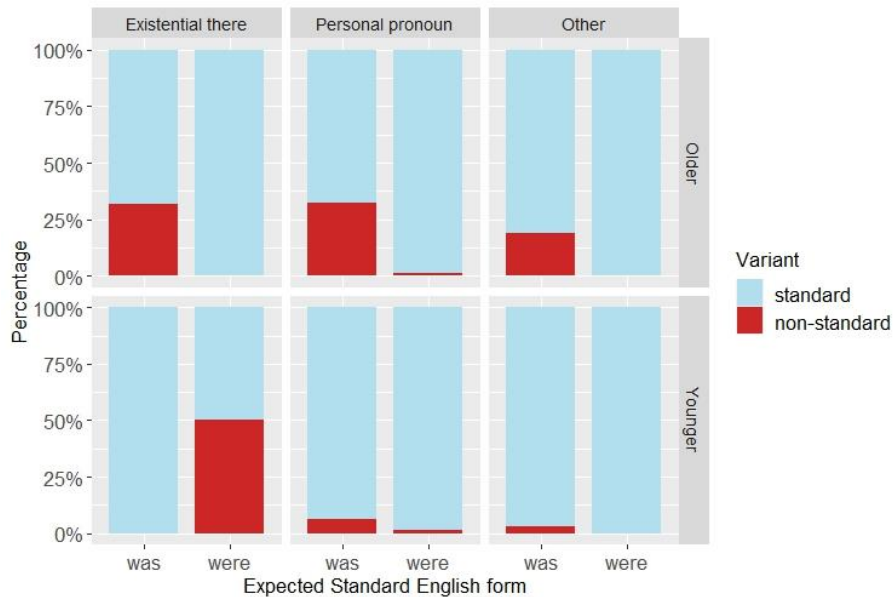 Existential there Personal pronoun Other
100%
75%
50%
25%
0%
Older
100%
75%
50%
25%
0%
Younger
Percentage
was were was were was were
Expected Standard English form
Variant
standard
non-standard